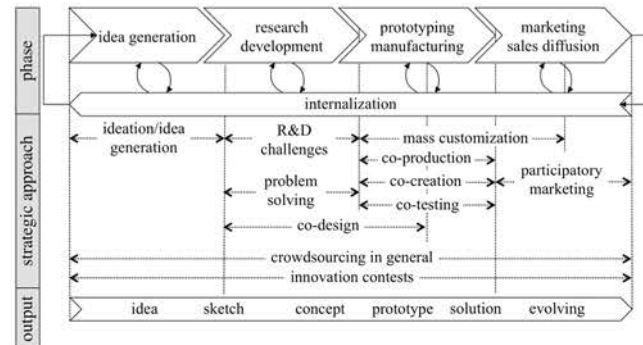 phase
idea generation
research
development
prototyping
manufacturing
marketing
sales diffusion
internalization
strategic approach
ideation/idea
generation
R&D
challenges
mass customization
co-production
problem
solving
co-creation
participatory
marketing
co-testing
co-design
crowdsourcing in general
innovation contests
output
idea sketch concept prototype solution evolving